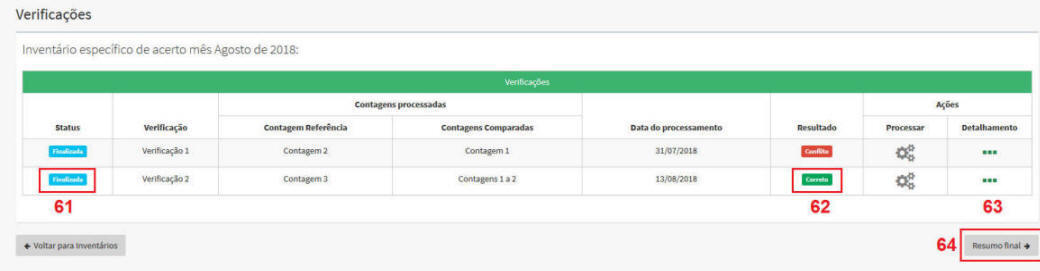 Verificações
Inventário específico de acerto mês Agosto de 2018:
Verificações
Contagens processadas
Ações
Status Verificação Contagem Referência Contagens Comparadas Data do processamento Resultado Processar Detalhamento
Finalizada Verificação 1 Contagem 2 Contagem 1 31/07/2018 Conflito
Finalizada Verificação 2 Contagem 3 Contagens 1 a 2 13/08/2018 Correto
61 62 63
Voltar para Inventários 64 Resumo final